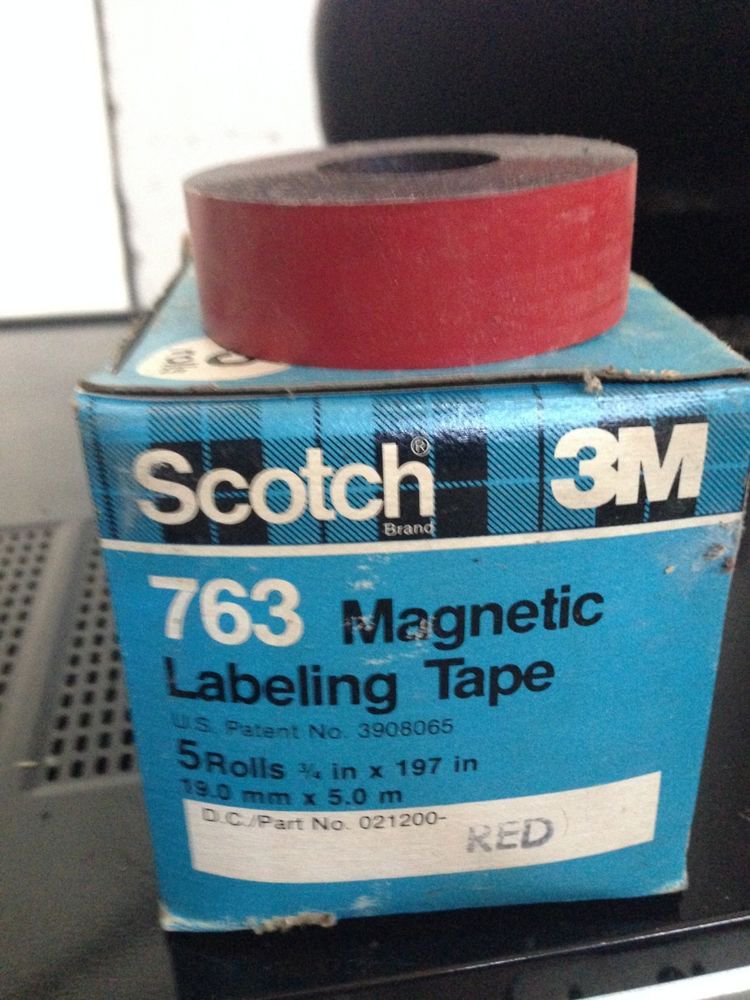 Scotch® 3M
Brand
763 Magnetic
Labeling Tape
U.S. Patent No. 3908065
5 Rolls 3/4 in x 197 in
19.0 mm x 5.0 m
D.C./Part No. 021200-
RED